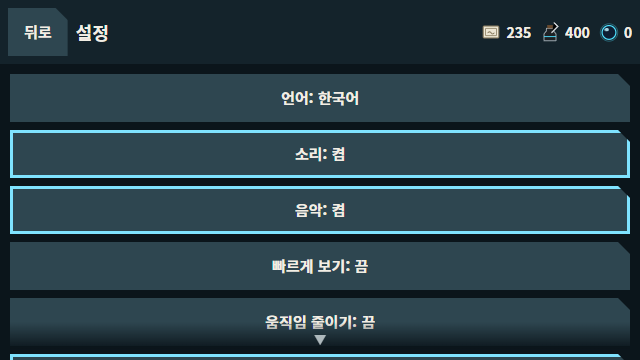 뒤로
설정
235
400
0
언어: 한국어
소리: 켬
음악: 켬
빠르게 보기: 끔
움직임 줄이기: 끔